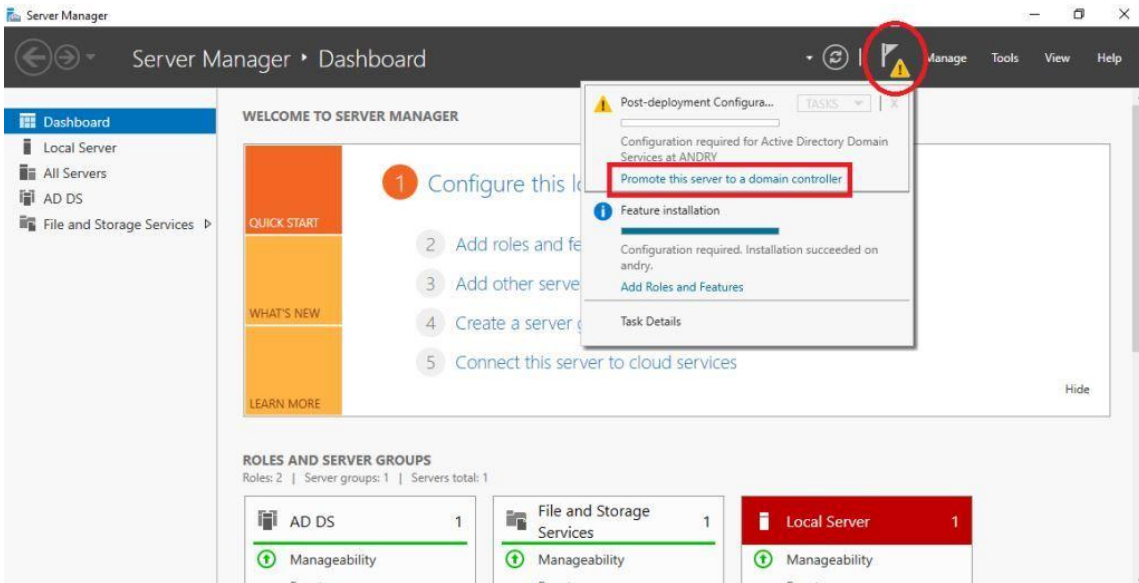 Server Manager
Server Manager • Dashboard
Manage Tools View Help
Dashboard
Local Server
All Servers
AD DS
File and Storage Services
WELCOME TO SERVER MANAGER
QUICK START
WHAT'S NEW
LEARN MORE
1 Configure this
2 Add roles and
3 Add other
4 Create a server
5 Connect this server to cloud services
Hide
Post-deployment Configura...
TASKS
X
Configuration required for Active Directory Domain
Services at ANDRY
Promote this server to a domain controller
Feature installation
Configuration required. Installation succeeded on
andry.
Add Roles and Features
Task Details
ROLES AND SERVER GROUPS
Roles: 2 | Server groups: 1 | Servers total: 1
AD DS 1
Manageability
File and Storage
Services 1
Manageability
Local Server 1
Manageability